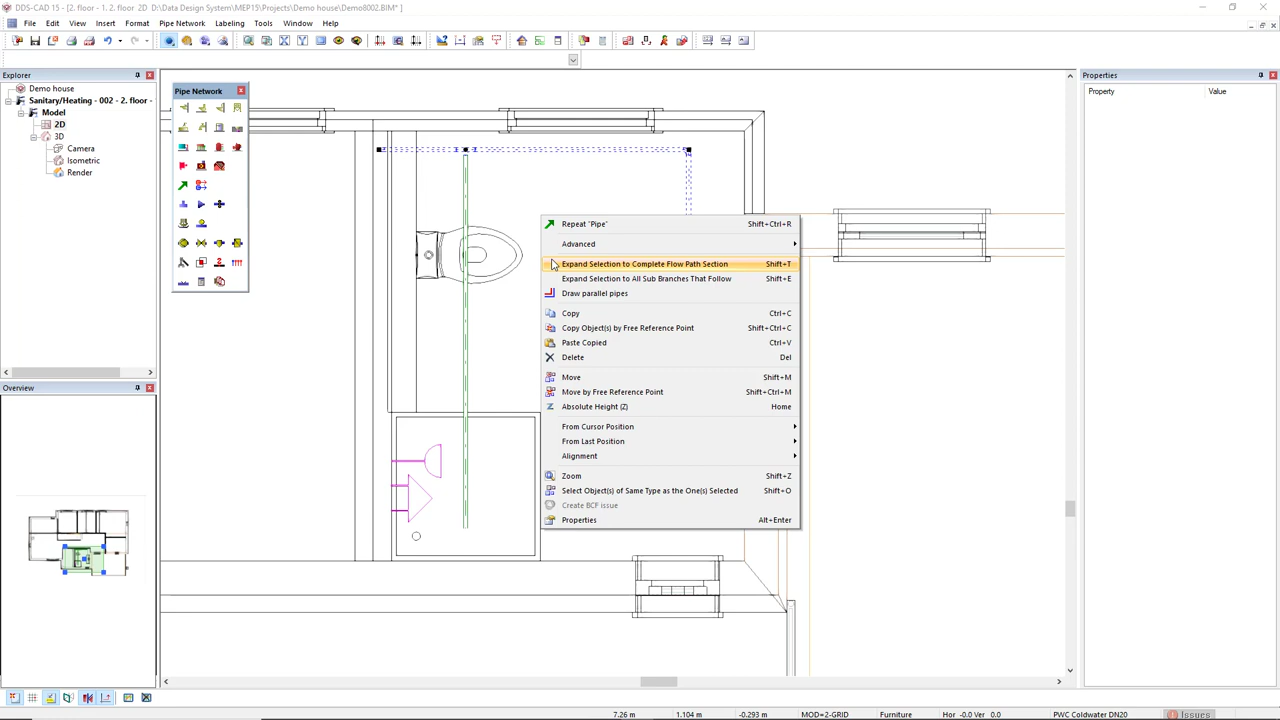 DDS-CAD 15 - [2. floor - 1. 2. floor  2D  D:\Data Design System\MEP15\Projects\Demo house\Demo8002.BIM* ]
File Edit View Insert Format Pipe Network Labeling Tools Window Help
Explorer
Demo house
Sanitary/Heating - 002 - 2. floor -
Model
2D
3D
Camera
Isometric
Render
Pipe Network
Repeat "Pipe" Shift+Ctrl+R
Advanced
Expand Selection to Complete Flow Path Section Shift+T
Expand Selection to All Sub Branches That Follow Shift+E
Draw parallel pipes
Copy Ctrl+C
Copy Object(s) by Free Reference Point Shift+Ctrl+C
Paste Copied Ctrl+V
Delete Del
Move Shift+M
Move by Free Reference Point Shift+Ctrl+M
Absolute Height (Z) Home
From Cursor Position
From Last Position
Alignment
Zoom Shift+Z
Select Object(s) of Same Type as the One(s) Selected Shift+O
Create BCF issue
Properties Alt+Enter
Properties
Property Value
Overview
7.26 m 1.104 m -0.293 m MOD=2-GRID Furniture Hor -0.0 Ver 0.0 PWC Coldwater DN20 Issues